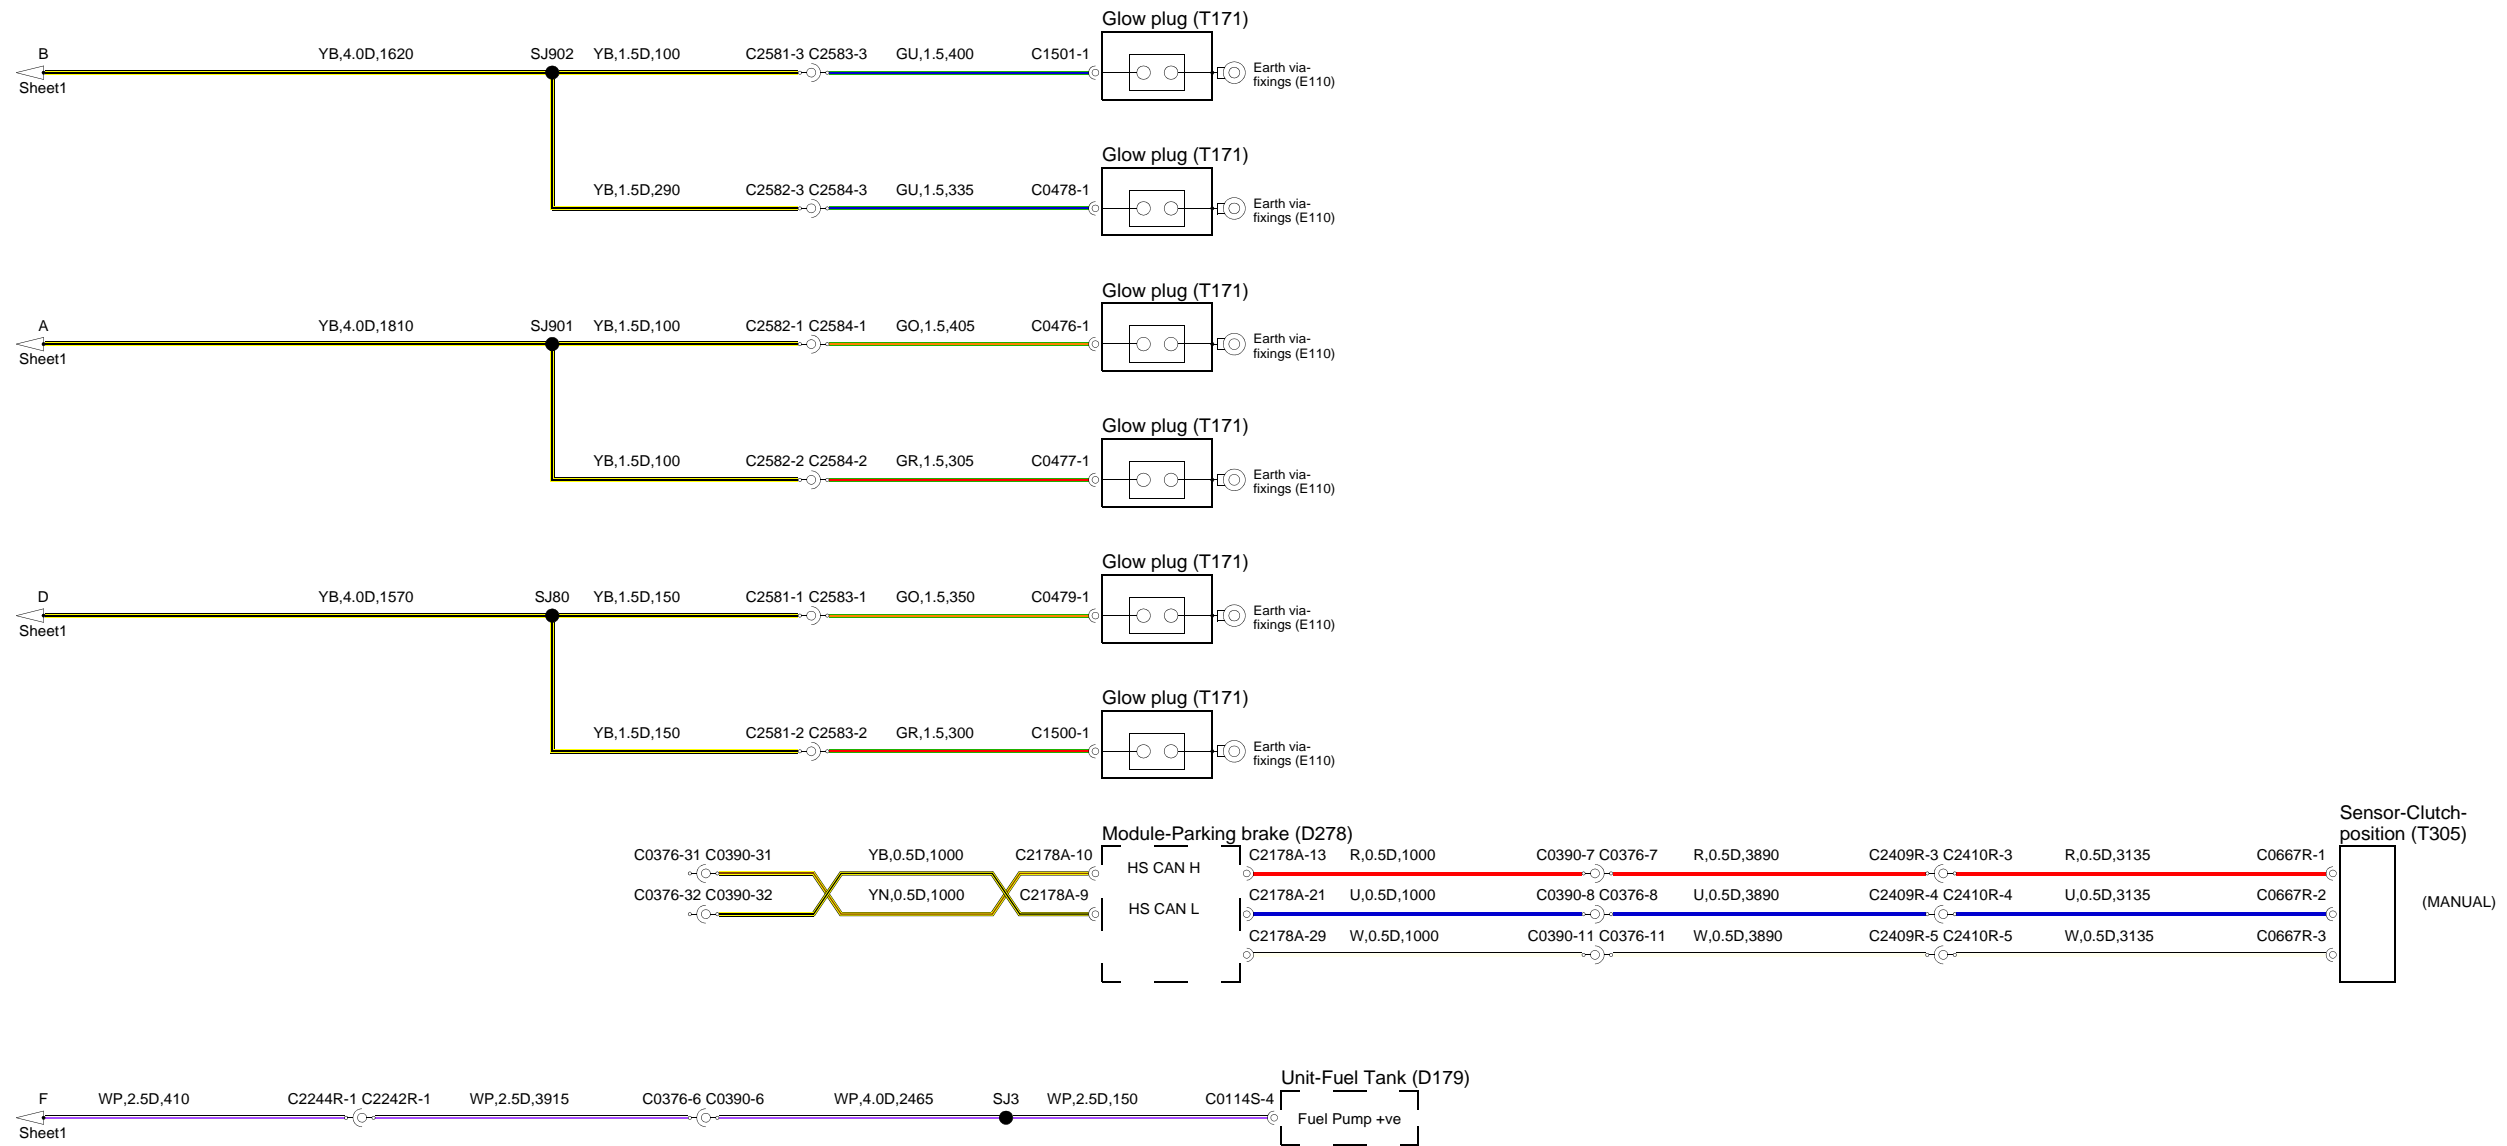 Glow plug (T171)
B YB,4.0D,1620 SJ902 YB,1.5D,100 C2581-3 C2583-3 GU,1.5,400 C1501-1
Sheet1
Earth via-
fixings (E110)
Glow plug (T171)
YB,1.5D,290 C2582-3 C2584-3 GU,1.5,335 C0478-1
Earth via-
fixings (E110)
Glow plug (T171)
A YB,4.0D,1810 SJ901 YB,1.5D,100 C2582-1 C2584-1 GO,1.5,405 C0476-1
Sheet1
Earth via-
fixings (E110)
Glow plug (T171)
YB,1.5D,100 C2582-2 C2584-2 GR,1.5,305 C0477-1
Earth via-
fixings (E110)
Glow plug (T171)
D YB,4.0D,1570 SJ80 YB,1.5D,150 C2581-1 C2583-1 GO,1.5,350 C0479-1
Sheet1
Earth via-
fixings (E110)
Glow plug (T171)
YB,1.5D,150 C2581-2 C2583-2 GR,1.5,300 C1500-1
Earth via-
fixings (E110)
Sensor-Clutch-
position (T305)
Module-Parking brake (D278)
C0376-31 C0390-31 YB,0.5D,1000 C2178A-10 HS CAN H C2178A-13 R,0.5D,1000 C0390-7 C0376-7 R,0.5D,3890 C2409R-3 C2410R-3 R,0.5D,3135 C0667R-1
C0376-32 C0390-32 YN,0.5D,1000 C2178A-9 HS CAN L C2178A-21 U,0.5D,1000 C0390-8 C0376-8 U,0.5D,3890 C2409R-4 C2410R-4 U,0.5D,3135 C0667R-2
(MANUAL)
C2178A-29 W,0.5D,1000 C0390-11 C0376-11 W,0.5D,3890 C2409R-5 C2410R-5 W,0.5D,3135 C0667R-3
Unit-Fuel Tank (D179)
F WP,2.5D,410 C2244R-1 C2242R-1 WP,2.5D,3915 C0376-6 C0390-6 WP,4.0D,2465 SJ3 WP,2.5D,150 C0114S-4
Fuel Pump +ve
Sheet1